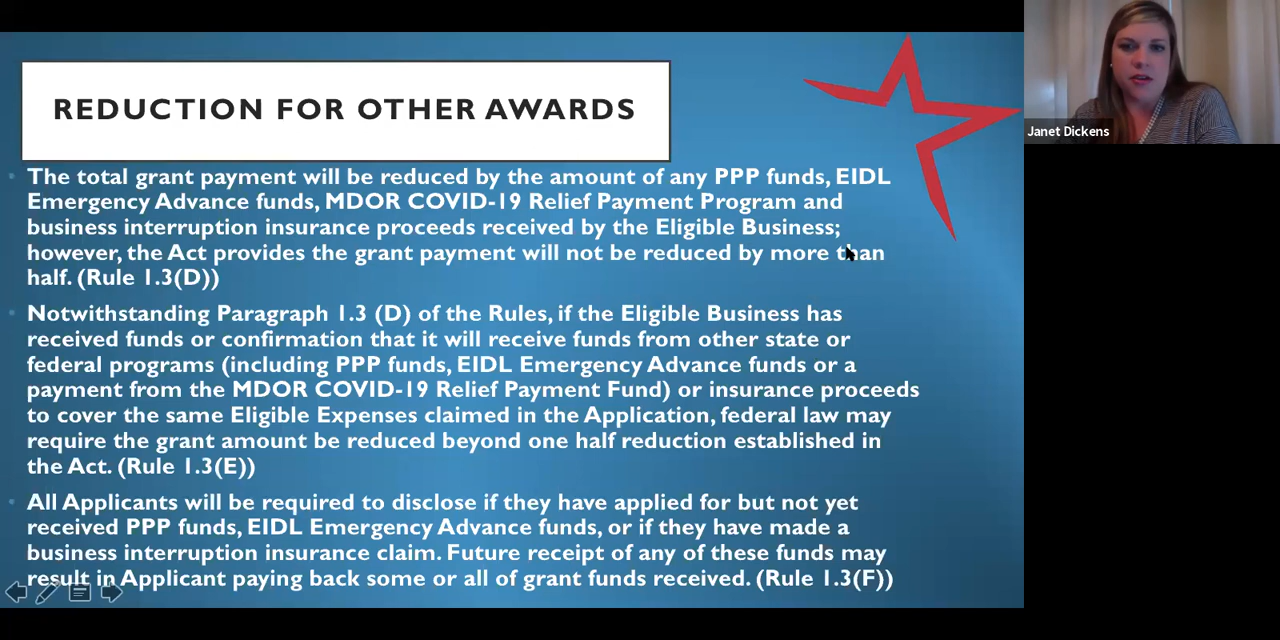 REDUCTION FOR OTHER AWARDS
Janet Dickens
The total grant payment will be reduced by the amount of any PPP funds, EIDL
Emergency Advance funds, MDOR COVID-19 Relief Payment Program and
business interruption insurance proceeds received by the Eligible Business;
however, the Act provides the grant payment will not be reduced by more than
half. (Rule 1.3(D))
Notwithstanding Paragraph 1.3 (D) of the Rules, if the Eligible Business has
received funds or confirmation that it will receive funds from other state or
federal programs (including PPP funds, EIDL Emergency Advance funds or a
payment from the MDOR COVID-19 Relief Payment Fund) or insurance proceeds
to cover the same Eligible Expenses claimed in the Application, federal law may
require the grant amount be reduced beyond one half reduction established in
the Act. (Rule 1.3(E))
All Applicants will be required to disclose if they have applied for but not yet
received PPP funds, EIDL Emergency Advance funds, or if they have made a
business interruption insurance claim. Future receipt of any of these funds may
result in Applicant paying back some or all of grant funds received. (Rule 1.3(F))